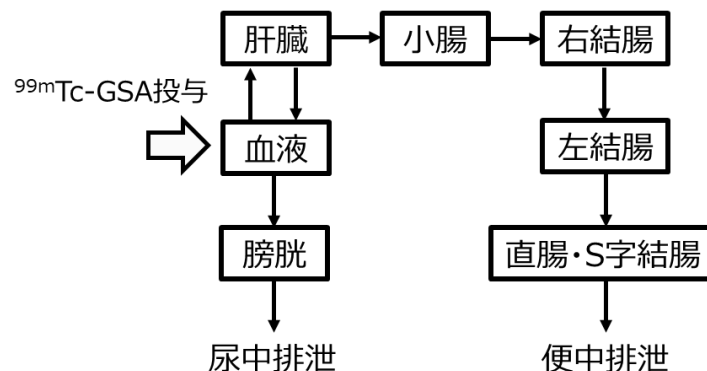 肝臓
小腸
右結腸
99mTc-GSA投与
血液
左結腸
膀胱
直腸・S字結腸
尿中排泄
便中排泄